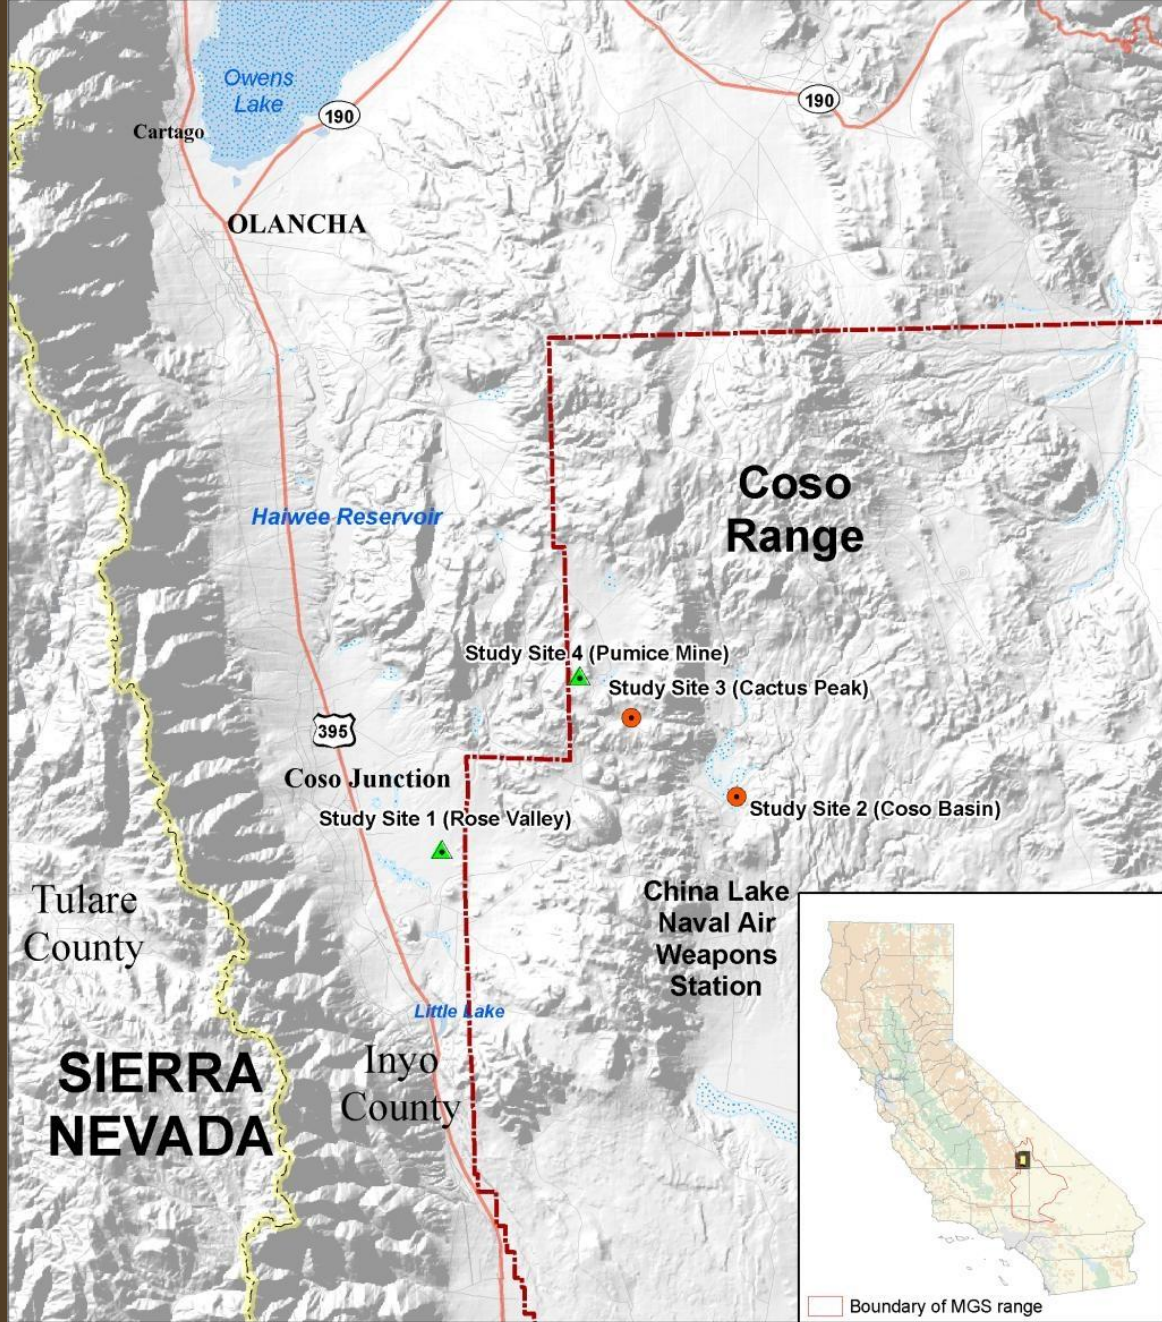 Owens
Lake
190
190
Cartago
OLANCHA
Coso
Range
Haiwee Reservoir
Study Site 4 (Pumice Mine)
Study Site 3 (Cactus Peak)
395
Coso Junction
Study Site 2 (Coso Basin)
Study Site 1 (Rose Valley)
China Lake
Naval Air
Weapons
Station
Tulare
County
Little Lake
Inyo
County
SIERRA
NEVADA
Boundary of MGS range